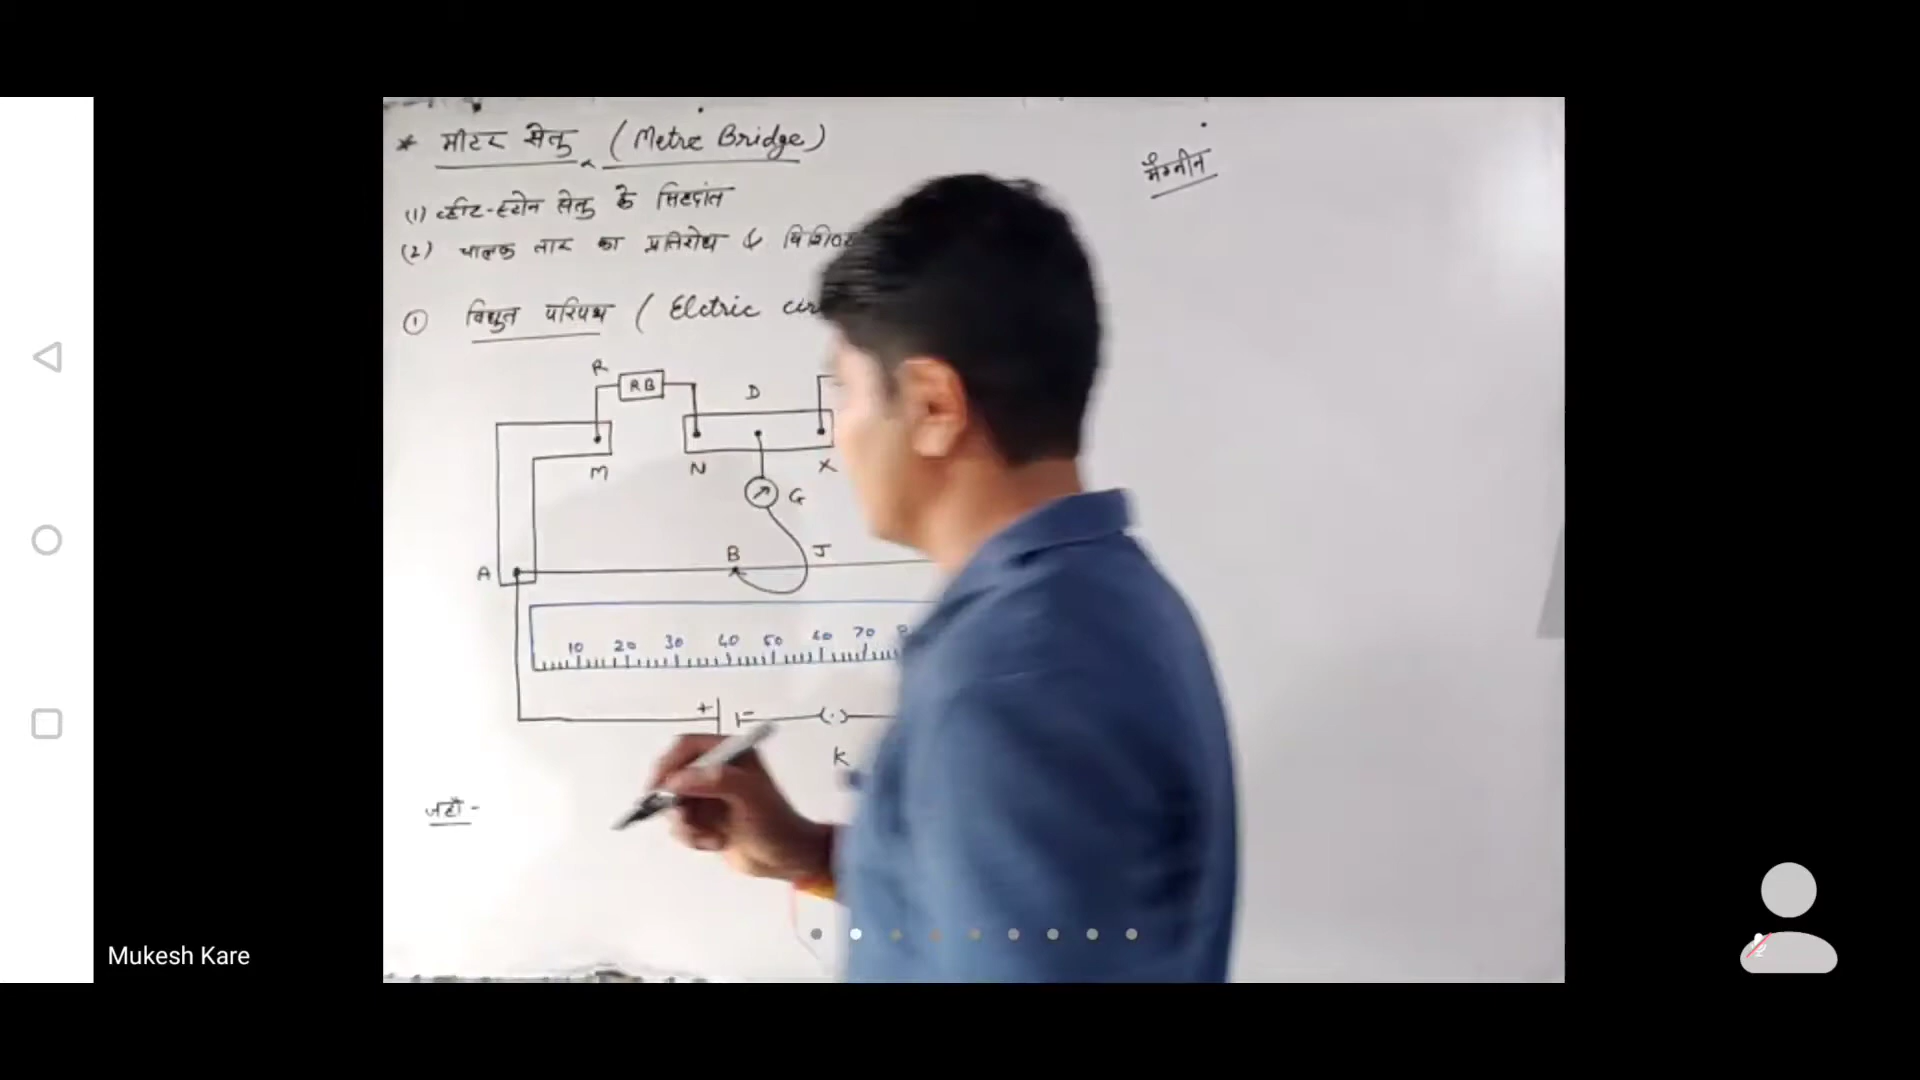 * मीटर सेतु (Metre Bridge)
मैग्नीन
(1) व्हीट-स्टोन सेतु के सिद्धांत
(2) चालक तार का प्रतिरोध व
① विद्युत परिपथ ( Elctric
R
RB
D
M
N
X
G
B
J
A
10 20 30 40 50 60 70
+
-
K
जहाँ -
Mukesh Kare